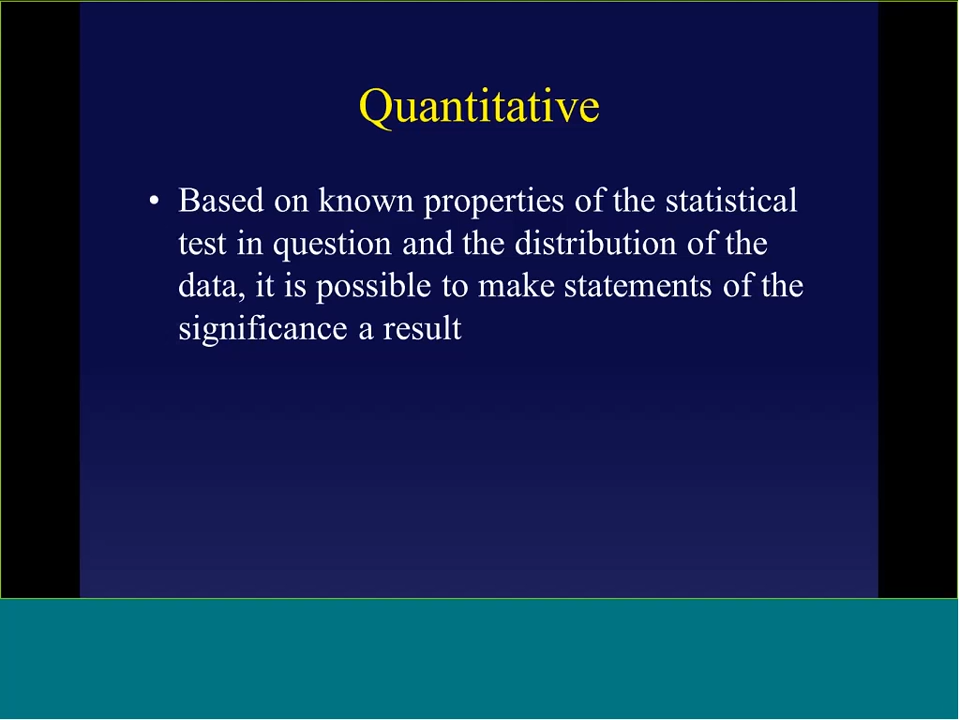 Quantitative
• Based on known properties of the statistical
test in question and the distribution of the
data, it is possible to make statements of the
significance a result